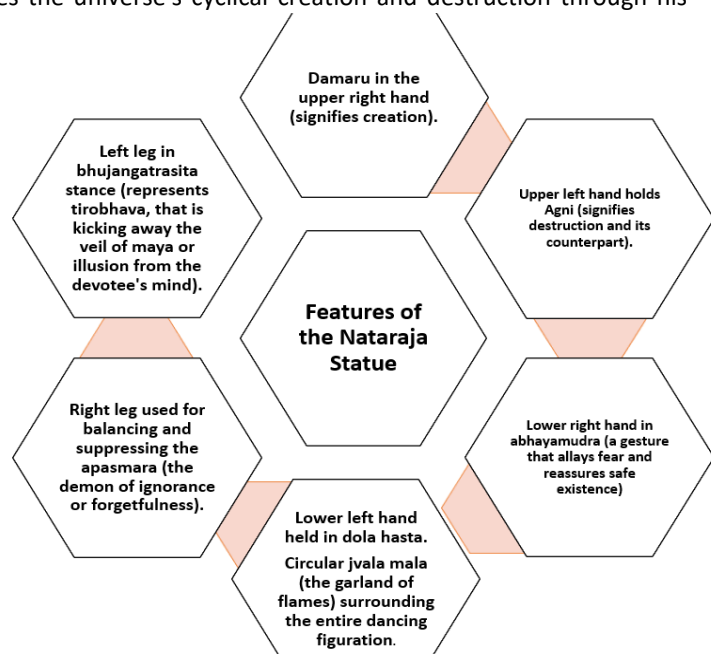 es the universe's cyclical creation and destruction through his
Damaru in the
upper right hand
(signifies creation).
Upper left hand holds
Agni (signifies
destruction and its
counterpart).
Lower right hand in
abhayamudra (a gesture
that allays fear and
reassures safe
existence)
Lower left hand
held in dola hasta.
Circular jvala mala
(the garland of
flames) surrounding
the entire dancing
figuration.
Right leg used for
balancing and
suppressing the
apasmara (the
demon of ignorance
or forgetfulness).
Left leg in
bhujangatrasita
stance (represents
tirobhava, that is
kicking away the
veil of maya or
illusion from the
devotee's mind).
Features of
the Nataraja
Statue